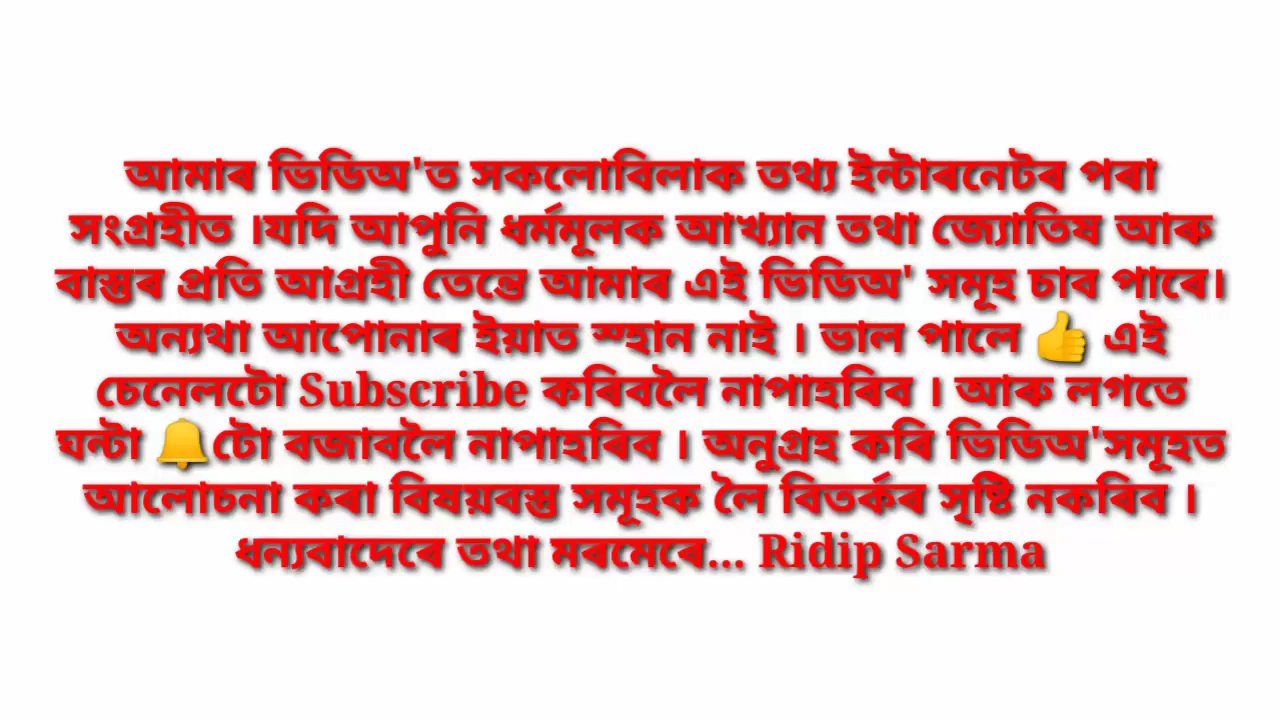 আমাৰ ভিডিঅ'ত সকলোবিলাক তথ্য ইন্টাৰনেটৰ পৰা
সংগ্ৰহীত ।যদি আপুনি ধৰ্মমূলক আখ্যান তথা জ্যোতিষ আৰু
বাস্তুৰ প্ৰতি আগ্ৰহী তেন্তে আমাৰ এই ভিডিঅ' সমূহ চাব পাৰে।
অন্যথা আপোনাৰ ইয়াত স্হান নাই । ভাল পালে 👍 এই
চেনেলটো Subscribe কৰিবলৈ নাপাহৰিব । আৰু লগতে
ঘন্টা 🔔টো বজাবলৈ নাপাহৰিব । অনুগ্ৰহ কৰি ভিডিঅ'সমূহত
আলোচনা কৰা বিষয়বস্তু সমূহক লৈ বিতৰ্কৰ সৃষ্টি নকৰিব ।
ধন্যবাদেৰে তথা মৰমেৰে... Ridip Sarma